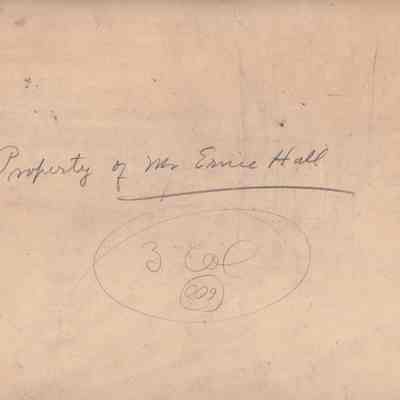 Property of Mr Ernie Hall
3 Col